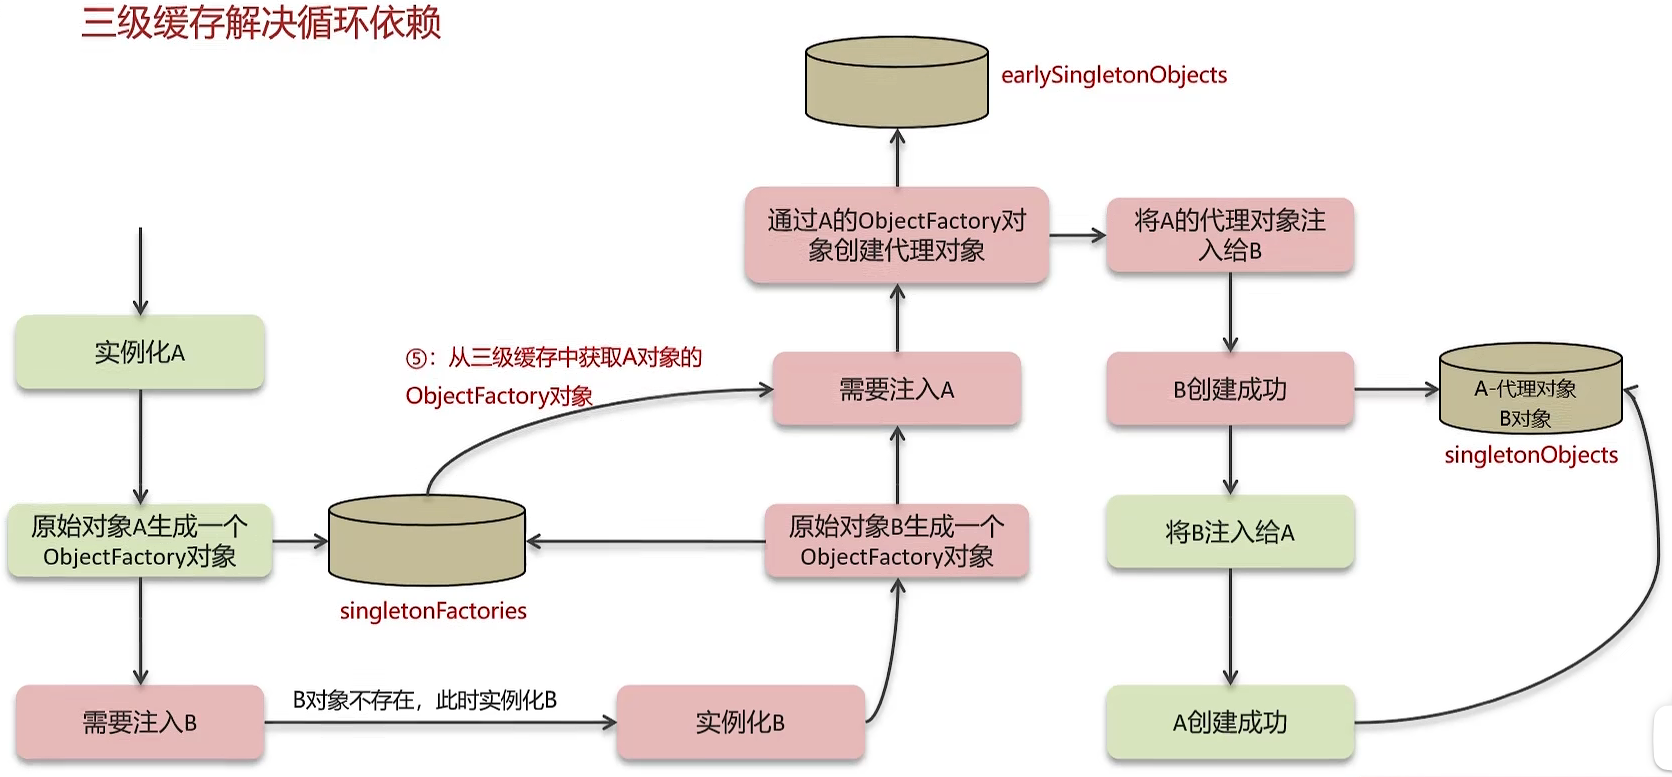 三级缓存解决循环依赖
earlySingletonObjects
通过A的ObjectFactory对
象创建代理对象
将A的代理对象注
入给B
实例化A
⑤：从三级缓存中获取A对象的
ObjectFactory对象
需要注入A
B创建成功
A-代理对象
B对象
singletonObjects
原始对象A生成一个
ObjectFactory对象
singletonFactories
原始对象B生成一个
ObjectFactory对象
将B注入给A
需要注入B
B对象不存在，此时实例化B
实例化B
A创建成功